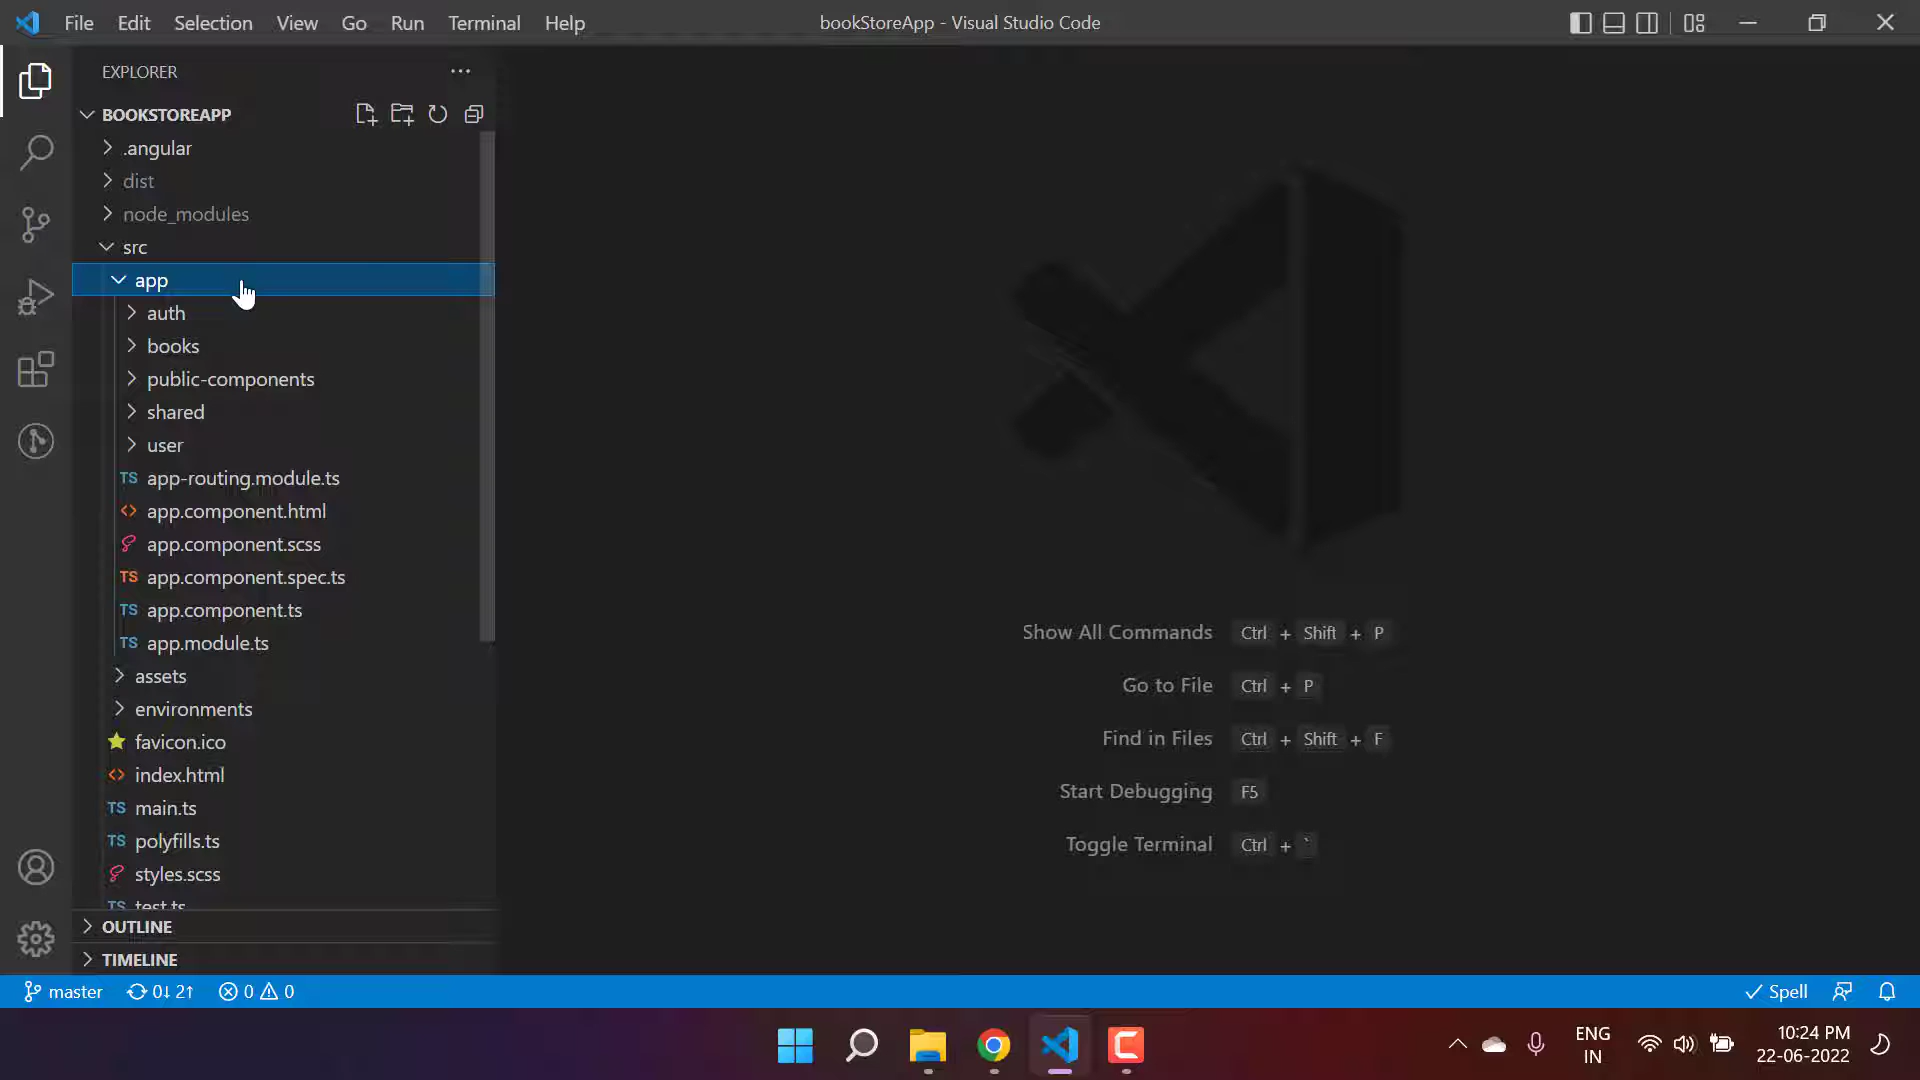 File Edit Selection View Go Run Terminal Help
bookStoreApp - Visual Studio Code
EXPLORER
BOOKSTOREAPP
.angular
dist
node_modules
src
app
auth
books
public-components
shared
user
TS app-routing.module.ts
<> app.component.html
app.component.scss
TS app.component.spec.ts
TS app.component.ts
TS app.module.ts
assets
environments
favicon.ico
<> index.html
TS main.ts
TS polyfills.ts
styles.scss
TS test.ts
OUTLINE
TIMELINE
Show All Commands Ctrl + Shift + P
Go to File Ctrl + P
Find in Files Ctrl + Shift + F
Start Debugging F5
Toggle Terminal Ctrl + `
master 0↓ 2↑ 0 0
Spell
ENG
IN
10:24 PM
22-06-2022